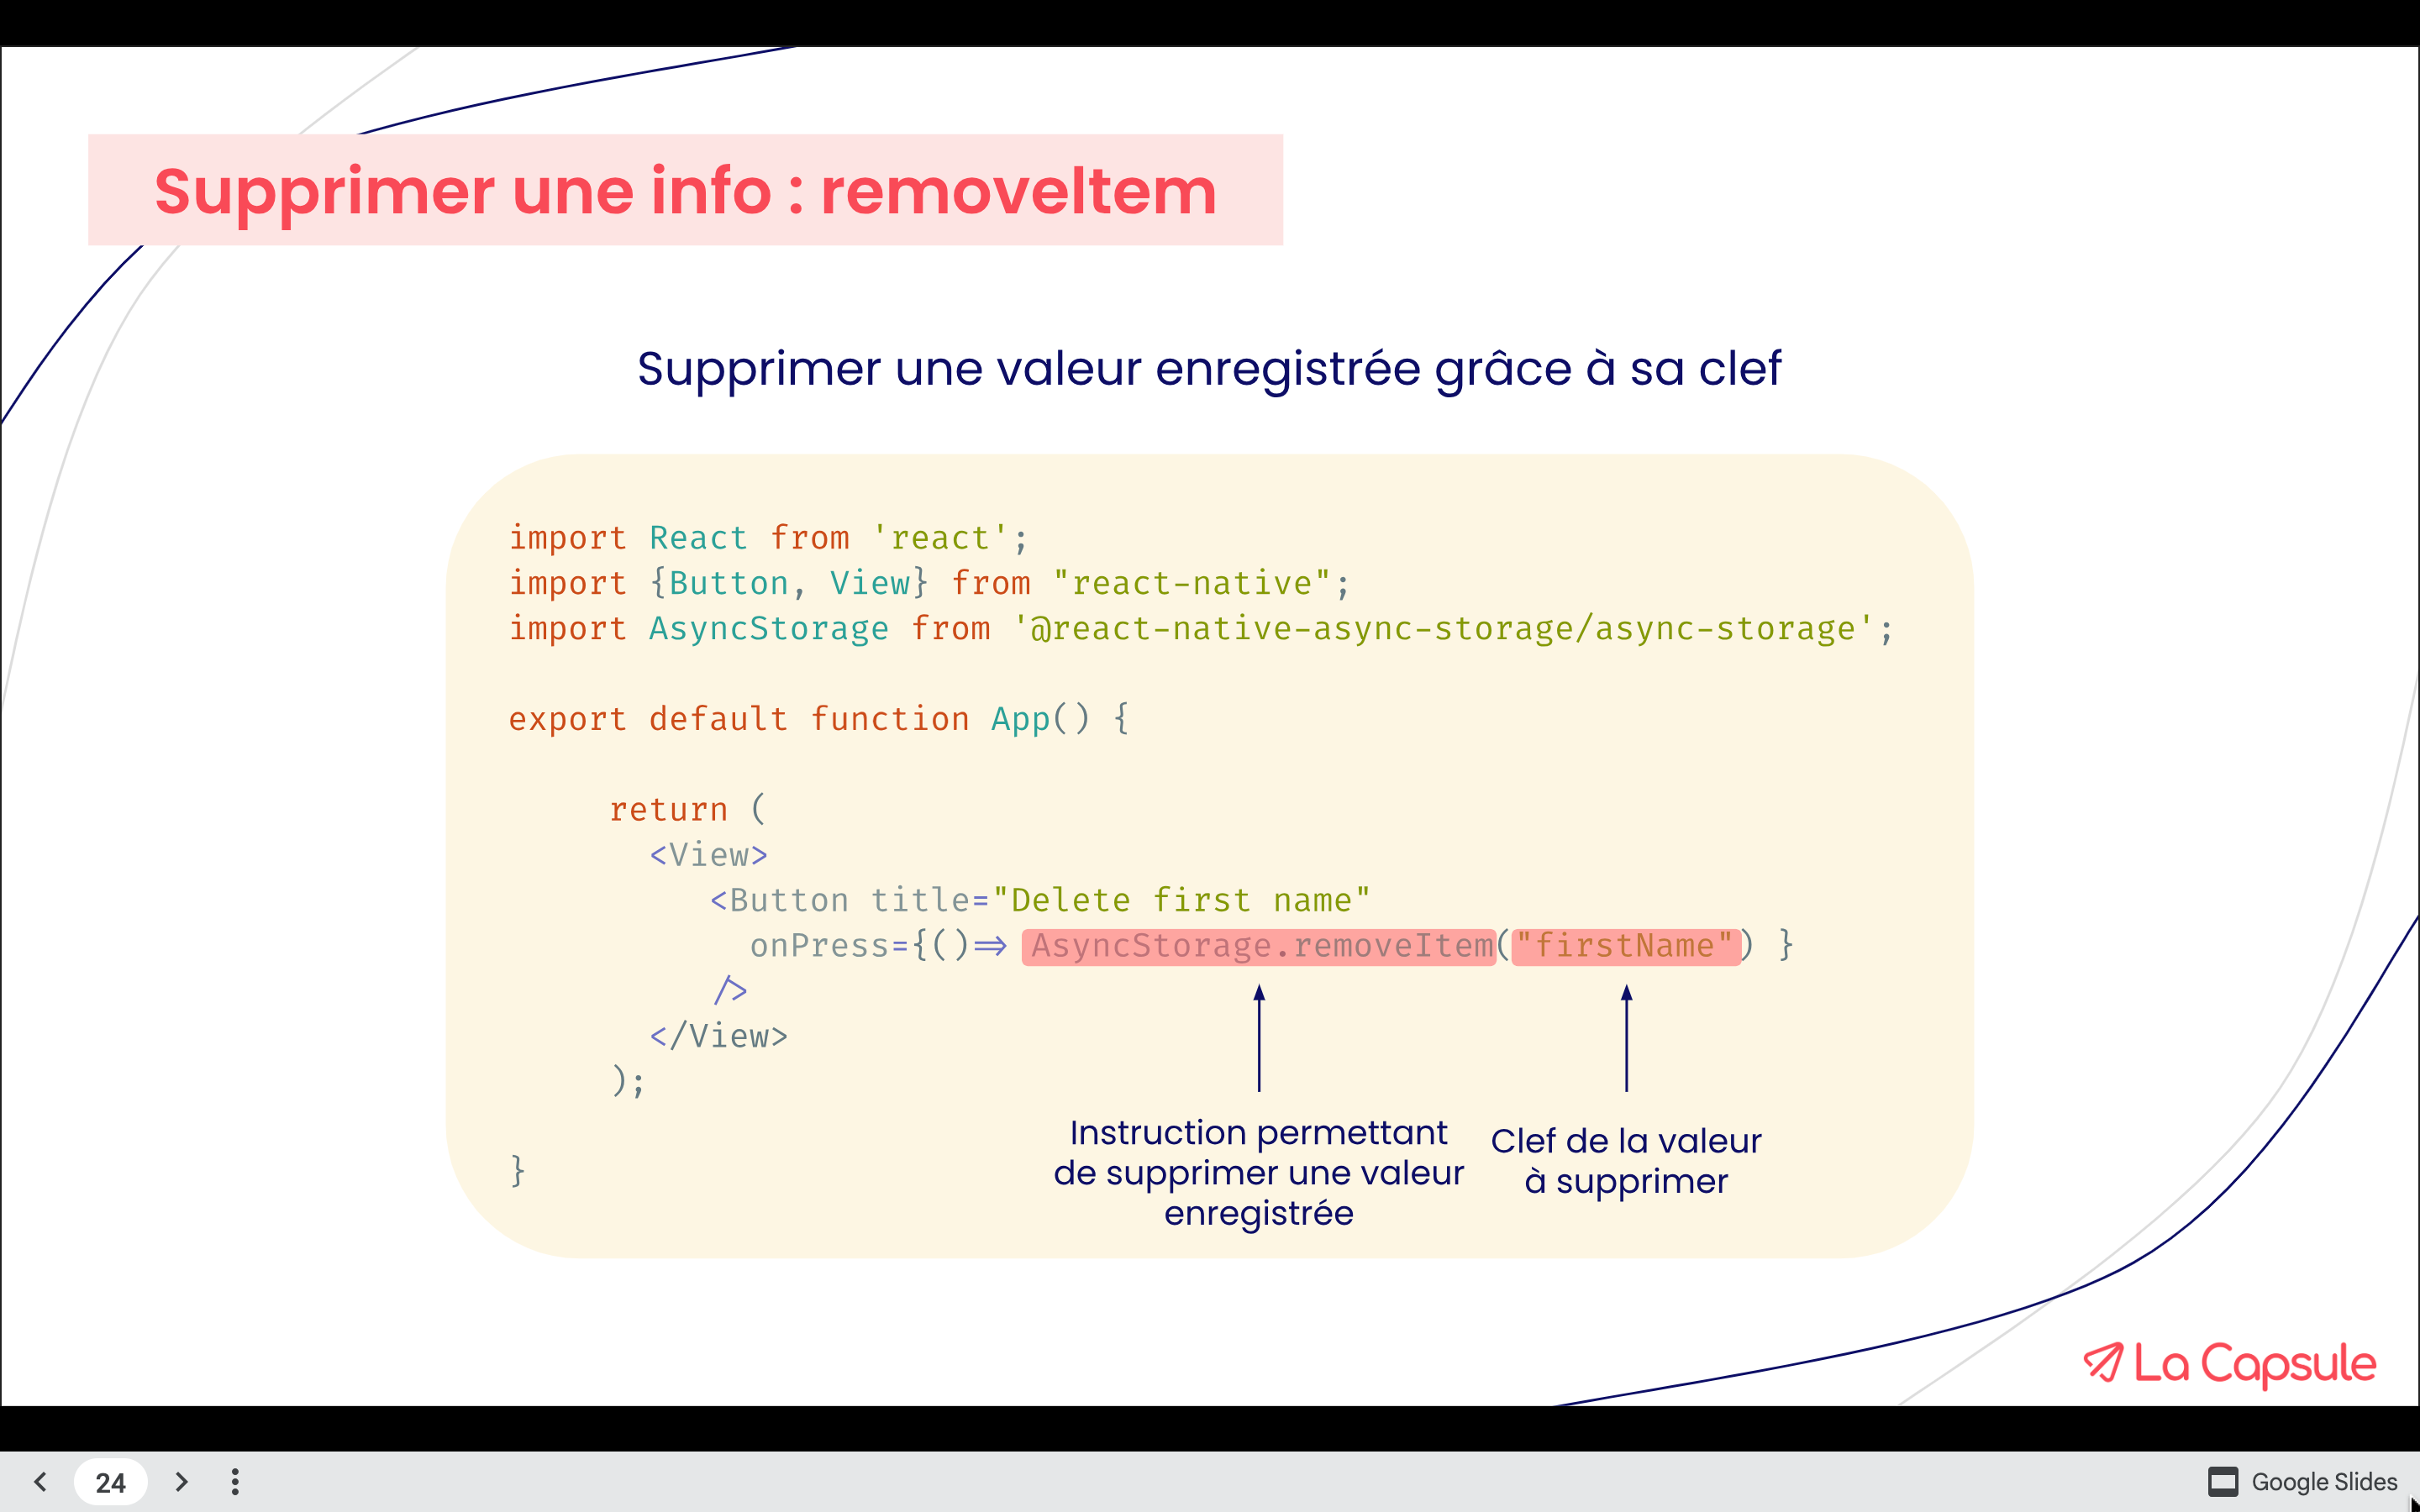 Supprimer une info : removeItem
Supprimer une valeur enregistrée grâce à sa clef
import React from 'react';
import {Button, View} from "react-native";
import AsyncStorage from '@react-native-async-storage/async-storage';
export default function App() {
return (
<View>
<Button title="Delete first name"
onPress={()=> AsyncStorage.removeItem("firstName") }
/>
</View>
);
}
Instruction permettant
de supprimer une valeur
enregistrée
Clef de la valeur
à supprimer
La Capsule
24
Google Slides